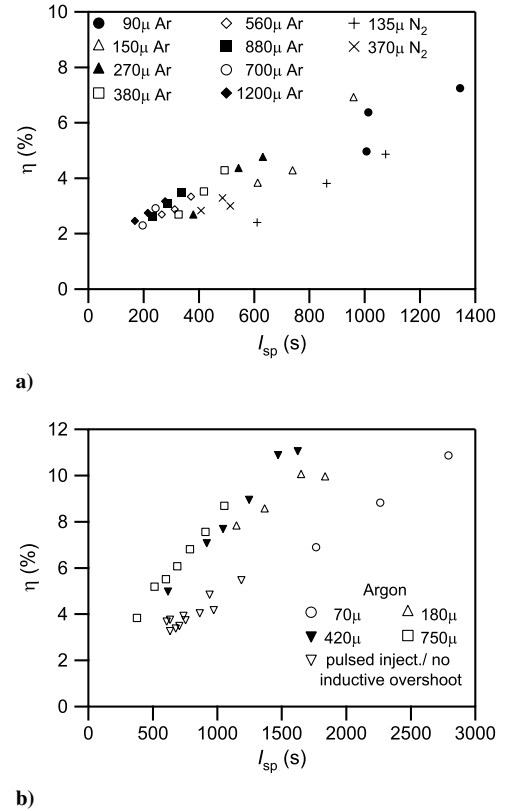 10
8
6
4
2
0
η (%)
90μ Ar 560μ Ar 135μ N₂
150μ Ar 880μ Ar 370μ N₂
270μ Ar 700μ Ar
380μ Ar 1200μ Ar
0 200 400 600 800 1000 1200 1400
Isp (s)
a)
12
10
8
6
4
2
0
η (%)
Argon
70μ 180μ
420μ 750μ
pulsed inject./ no
inductive overshoot
500 1000 1500 2000 2500 3000
Isp (s)
b)